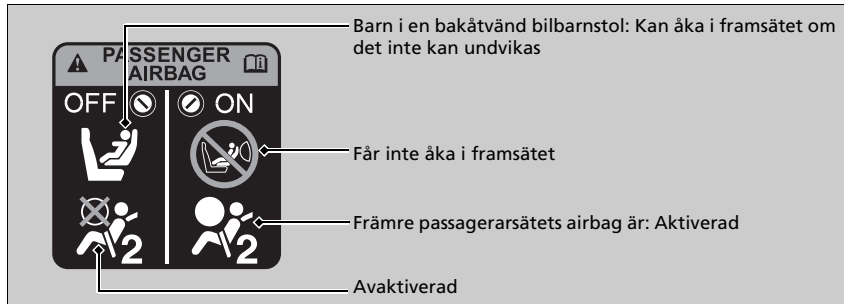 Barn i en bakåtvänd bilbarnstol: Kan åka i framsätet om
det inte kan undvikas
PASSENGER
AIRBAG
OFF
ON
Får inte åka i framsätet
Främre passagerarsätets airbag är: Aktiverad
2
2
Avaktiverad